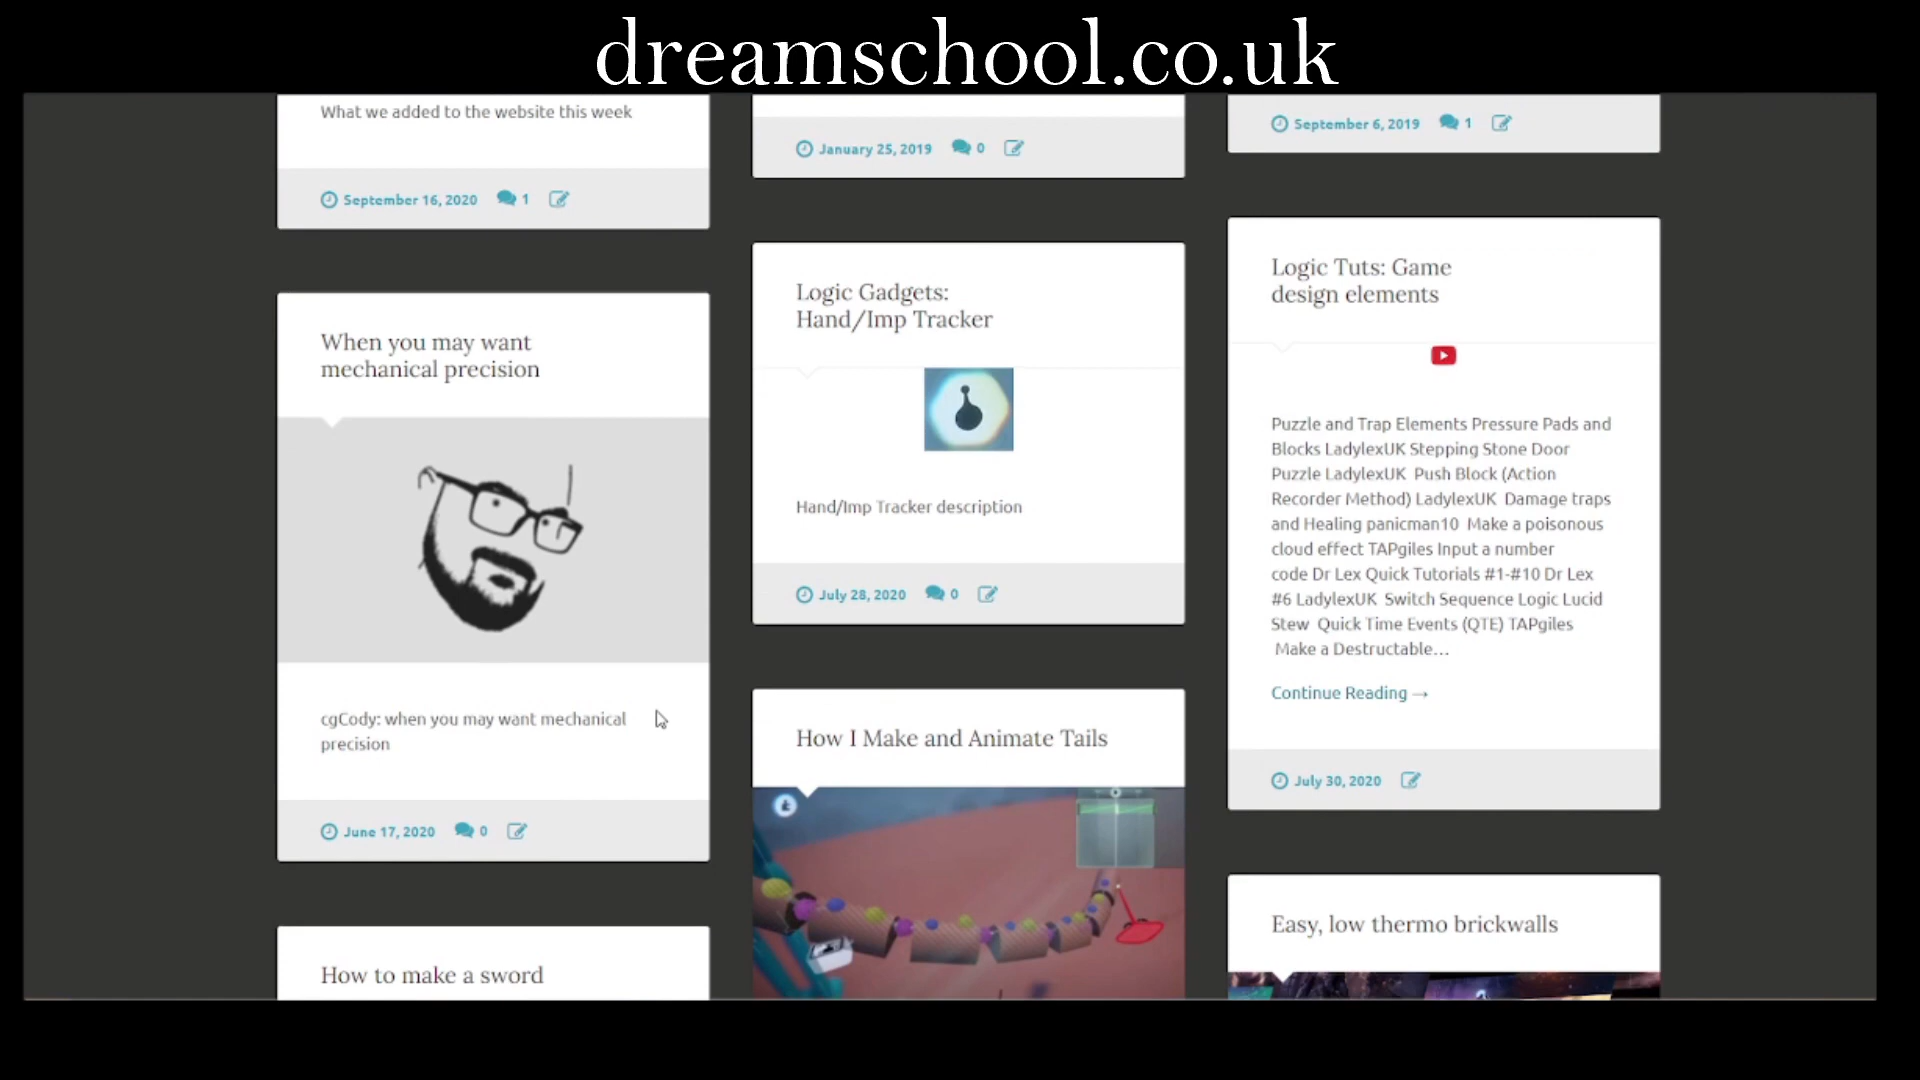 dreamschool.co.uk
What we added to the website this week
September 16, 2020 1
When you may want
mechanical precision
cgCody: when you may want mechanical
precision
June 17, 2020 0
How to make a sword
January 25, 2019 0
Logic Gadgets:
Hand/Imp Tracker
Hand/Imp Tracker description
July 28, 2020 0
How I Make and Animate Tails
September 6, 2019 1
Logic Tuts: Game
design elements
Puzzle and Trap Elements Pressure Pads and
Blocks LadylexUK Stepping Stone Door
Puzzle LadylexUK Push Block (Action
Recorder Method) LadylexUK Damage traps
and Healing panicman10 Make a poisonous
cloud effect TAPgiles Input a number
code Dr Lex Quick Tutorials #1-#10 Dr Lex
#6 LadylexUK Switch Sequence Logic Lucid
Stew Quick Time Events (QTE) TAPgiles
Make a Destructable...
Continue Reading →
July 30, 2020
Easy, low thermo brickwalls